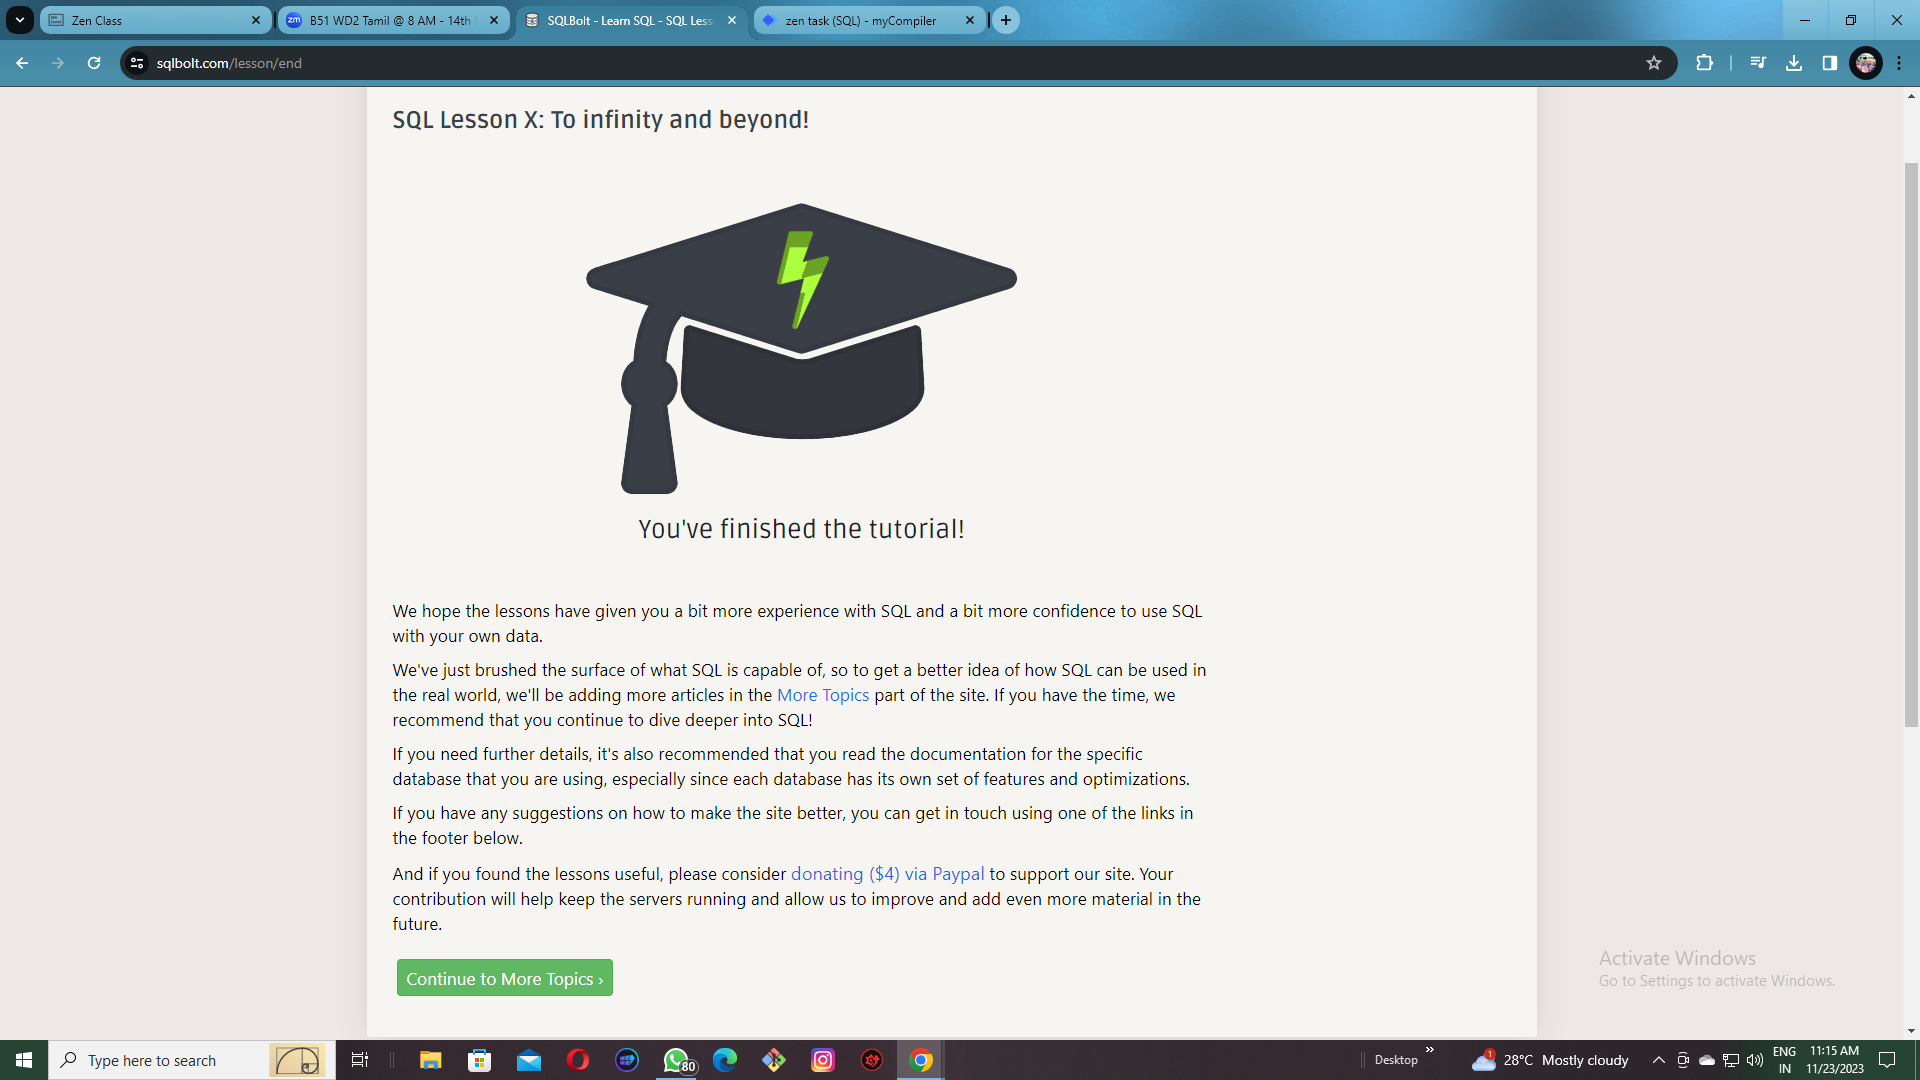 Zen Class
zm
B51 WD2 Tamil @ 8 AM - 14th
SQLBolt - Learn SQL - SQL Less
zen task (SQL) - myCompiler
sqlbolt.com/lesson/end
SQL Lesson X: To infinity and beyond!
You've finished the tutorial!
We hope the lessons have given you a bit more experience with SQL and a bit more confidence to use SQL
with your own data.
We've just brushed the surface of what SQL is capable of, so to get a better idea of how SQL can be used in
the real world, we'll be adding more articles in the More Topics part of the site. If you have the time, we
recommend that you continue to dive deeper into SQL!
If you need further details, it's also recommended that you read the documentation for the specific
database that you are using, especially since each database has its own set of features and optimizations.
If you have any suggestions on how to make the site better, you can get in touch using one of the links in
the footer below.
And if you found the lessons useful, please consider donating ($4) via Paypal to support our site. Your
contribution will help keep the servers running and allow us to improve and add even more material in the
future.
Continue to More Topics ›
Activate Windows
Go to Settings to activate Windows.
Type here to search
80
Desktop
1
28°C Mostly cloudy
ENG
IN
11:15 AM
11/23/2023